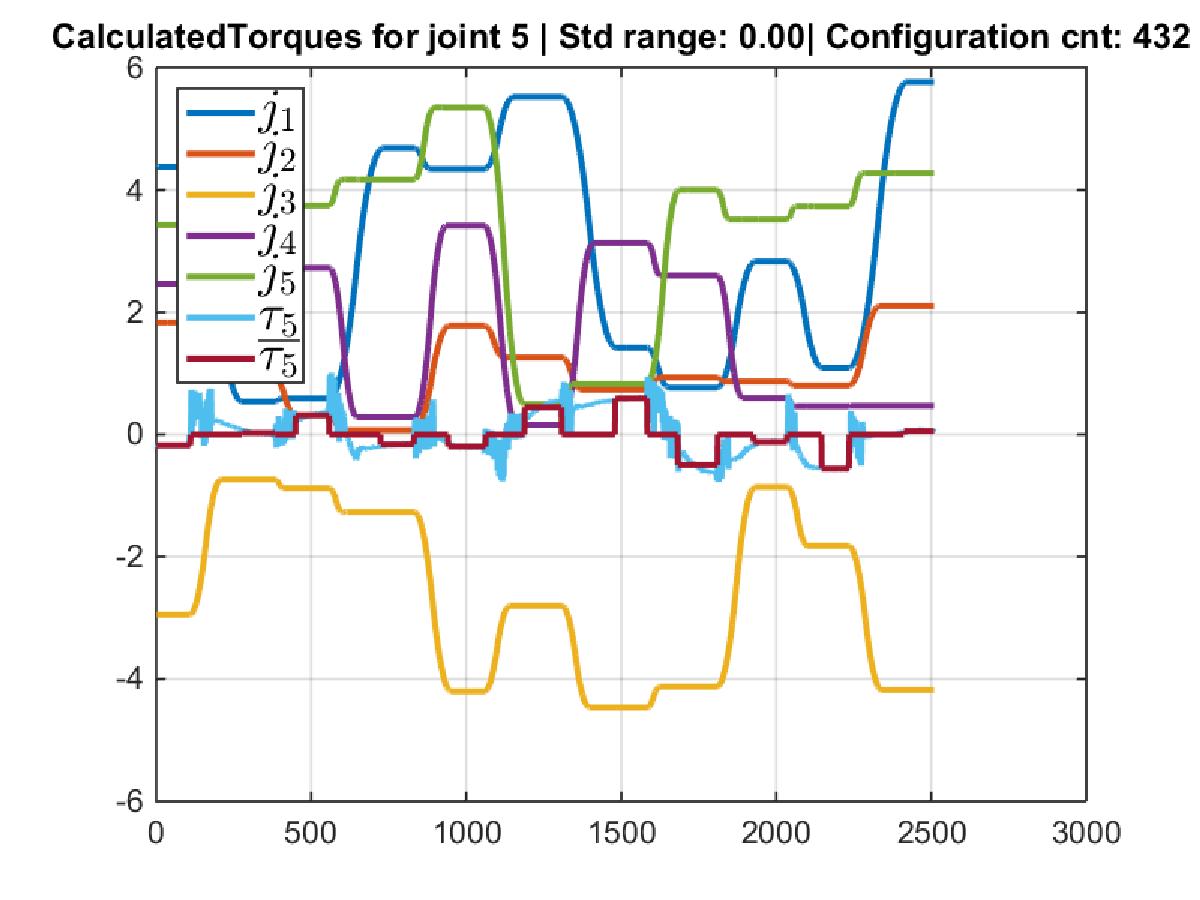 CalculatedTorques for joint 5 | Std range: 0.00| Configuration cnt: 432
6
4
2
0
-2
-4
-6
j1
j2
j3
j4
j5
τ5
τ5
0 500 1000 1500 2000 2500 3000